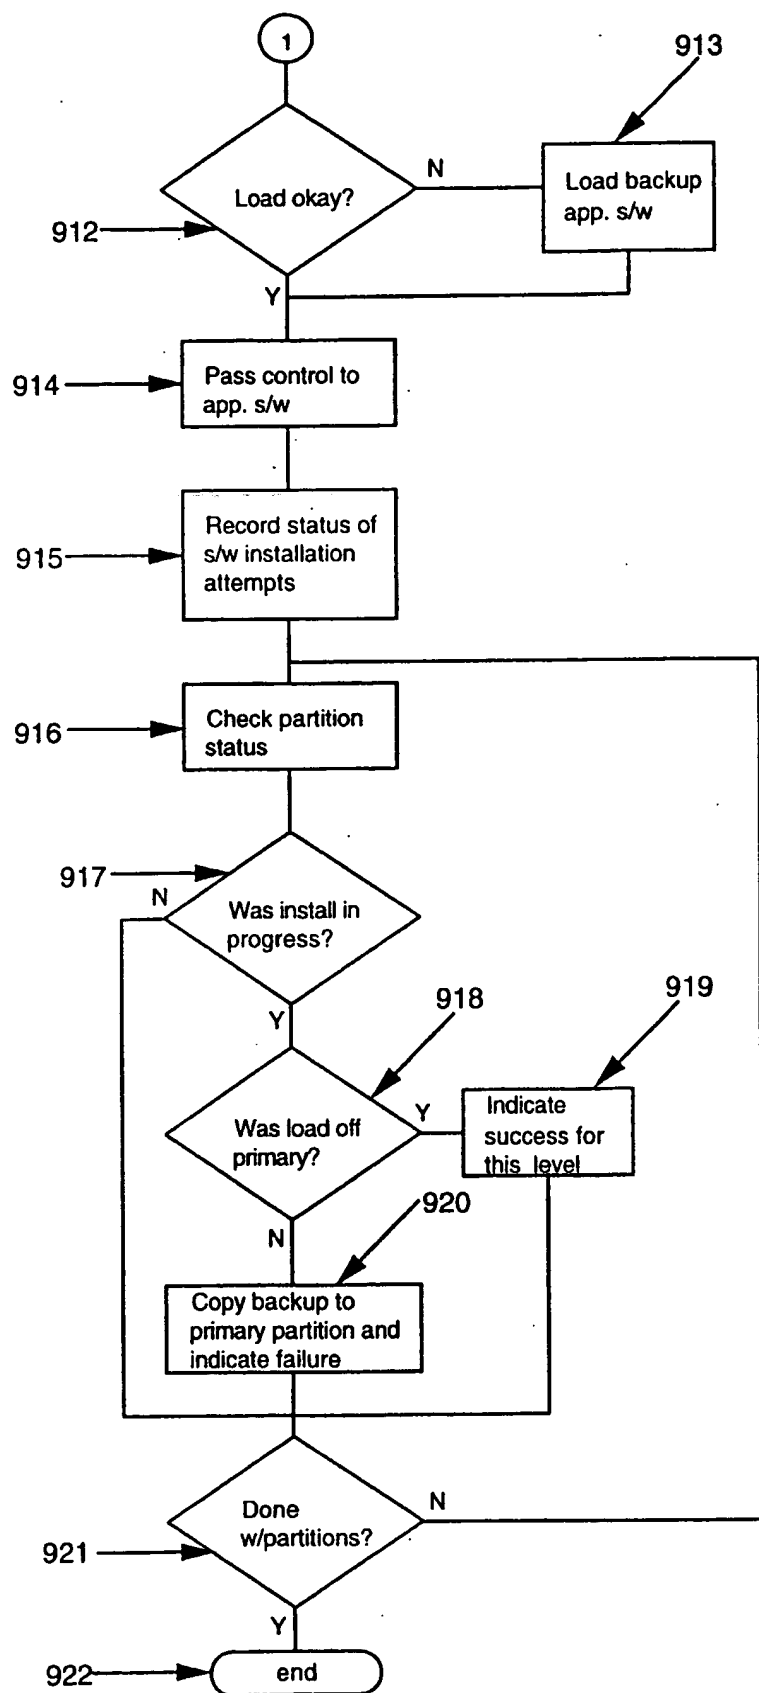 1
913
N
Load backup
app. s/w
Load okay?
912
Y
914
Pass control to
app. s/w
915
Record status of
s/w installation
attempts
916
Check partition
status
917
N
Was install in
progress?
Y
918
919
Was load off
primary?
Y
Indicate
success for
this level
N
920
Copy backup to
primary partition and
indicate failure
Done
w/partitions?
N
921
Y
922
end